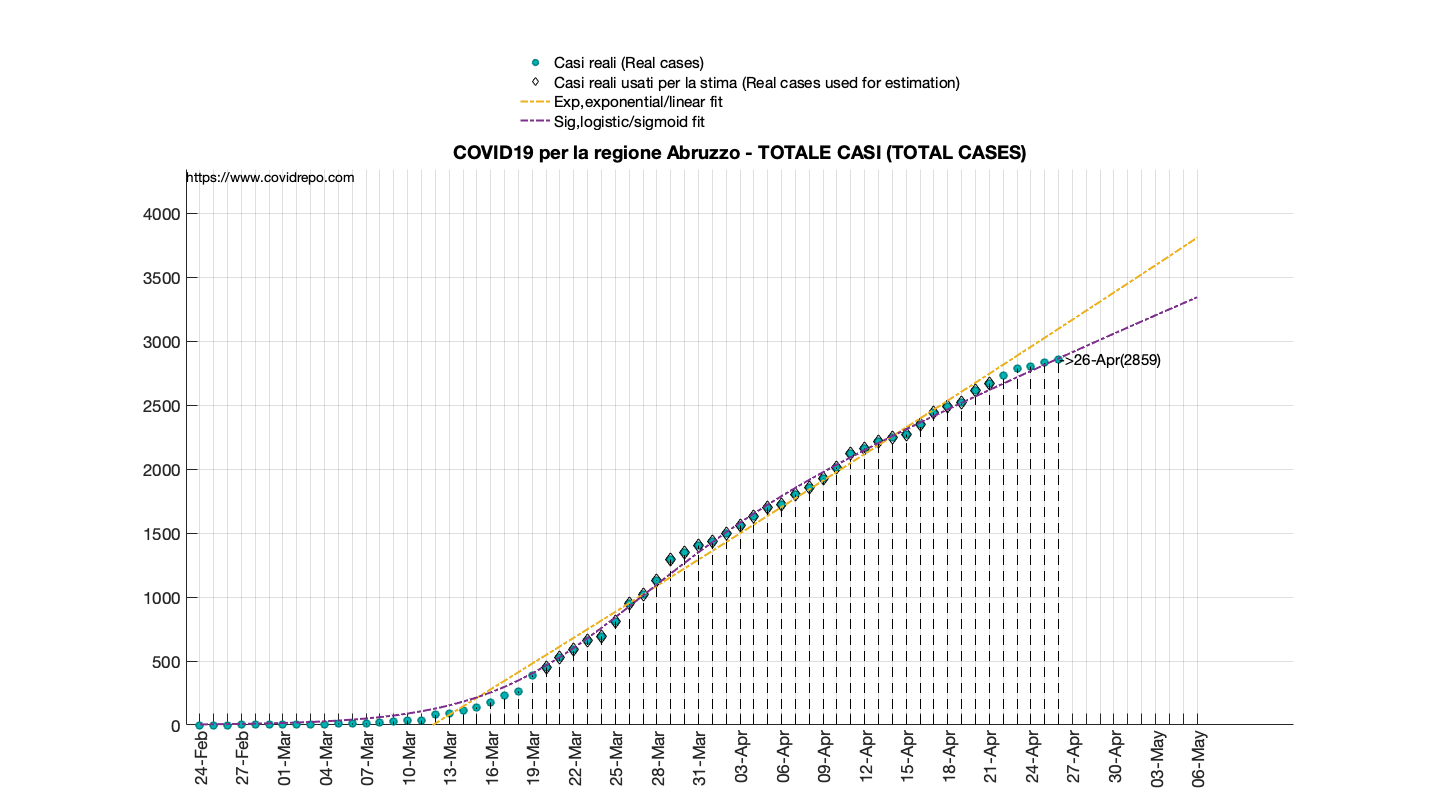 Casi reali (Real cases)
Casi reali usati per la stima (Real cases used for estimation)
Exp,exponential/linear fit
Sig,logistic/sigmoid fit
COVID19 per la regione Abruzzo - TOTALE CASI (TOTAL CASES)
https://www.covidrepo.com
4000
3500
3000
->26-Apr(2859)
2500
2000
1500
1000
500
0
24-Feb
27-Feb
01-Mar
04-Mar
07-Mar
10-Mar
13-Mar
16-Mar
19-Mar
22-Mar
25-Mar
28-Mar
31-Mar
03-Apr
06-Apr
09-Apr
12-Apr
15-Apr
18-Apr
21-Apr
24-Apr
27-Apr
30-Apr
03-May
06-May